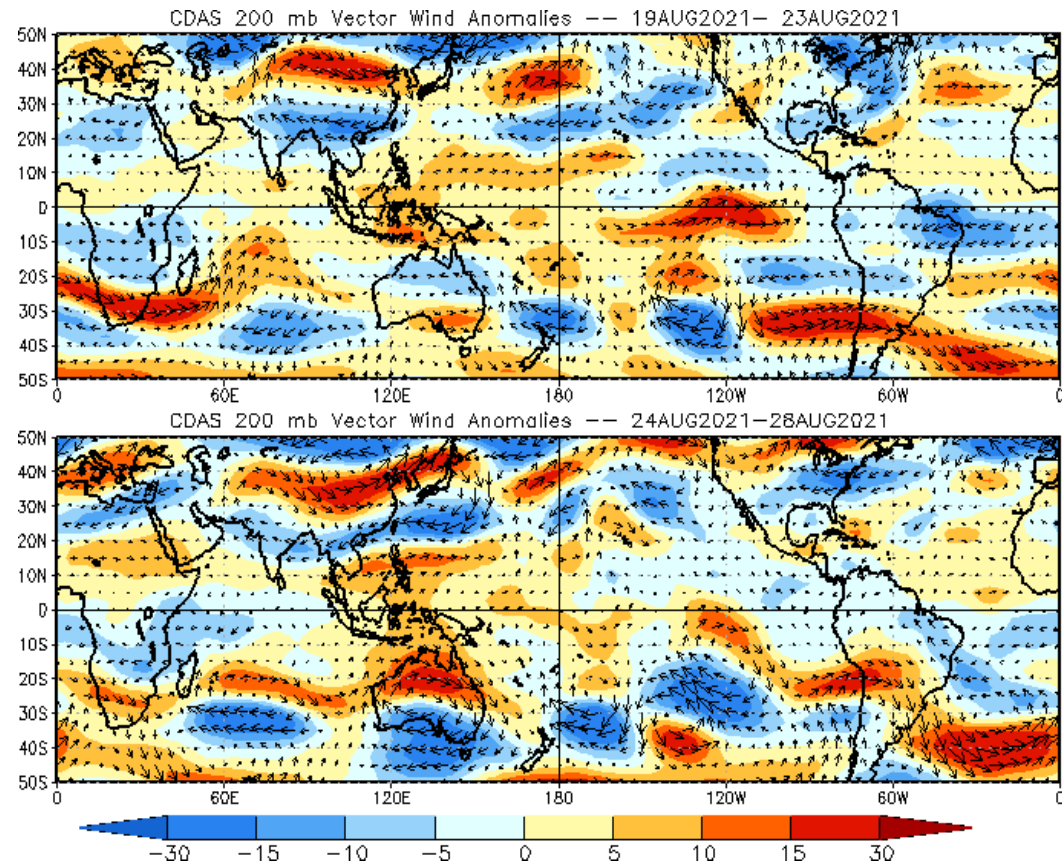 CDAS 200 mb Vector Wind Anomalies -- 19AUG2021- 23AUG2021
50N
40N
30N
20N
10N
0
10S
20S
30S
40S
50S
0 60E 120E 180 120W 60W 0
CDAS 200 mb Vector Wind Anomalies -- 24AUG2021-28AUG2021
50N
40N
30N
20N
10N
0
10S
20S
30S
40S
50S
0 60E 120E 180 120W 60W 0
-30 -15 -10 -5 0 5 10 15 30